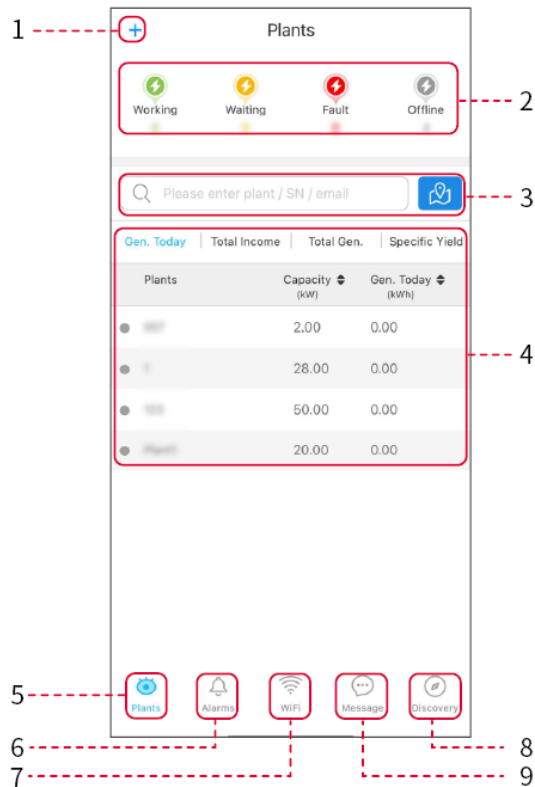 1
Plants
Working Waiting Fault Offline
2
Please enter plant / SN / email
3
Gen. Today Total Income Total Gen. Specific Yield
Plants Capacity Gen. Today
(kW) (kWh)
2.00 0.00
28.00 0.00
4
50.00 0.00
20.00 0.00
5
Plants Alarms WiFi Message Discovery
6 8
7 9